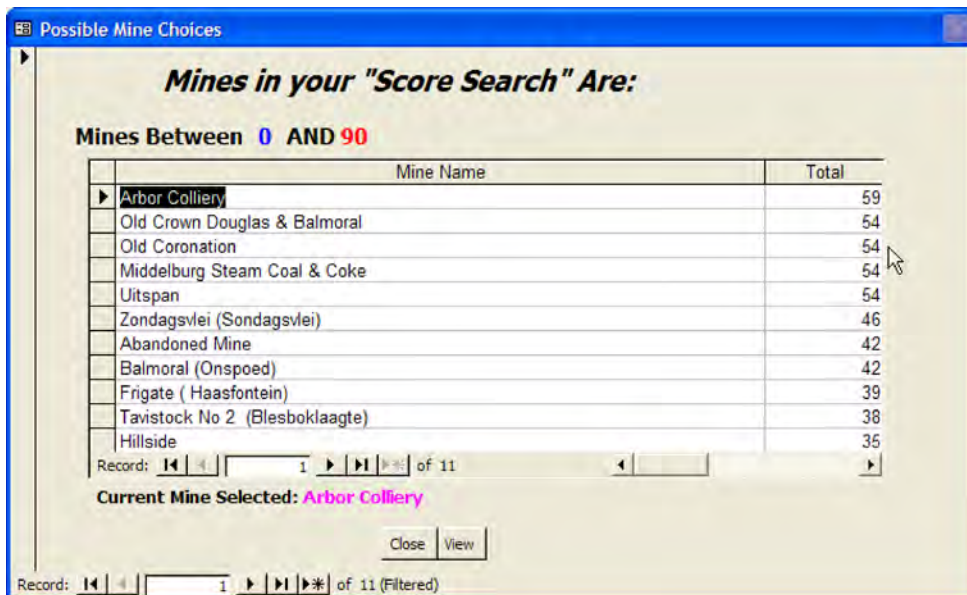 Possible Mine Choices
Mines in your "Score Search" Are:
Mines Between 0 AND 90
Mine Name Total
Arbor Colliery 59
Old Crown Douglas & Balmoral 54
Old Coronation 54
Middelburg Steam Coal & Coke 54
Uitspan 54
Zondagsvlei (Sondagsvlei) 46
Abandoned Mine 42
Balmoral (Onspoed) 42
Frigate ( Haasfontein) 39
Tavistock No 2 (Blesboklaagte) 38
Hillside 35
Record: 1 of 11
Current Mine Selected: Arbor Colliery
Close View
Record: 1 of 11 (Filtered)